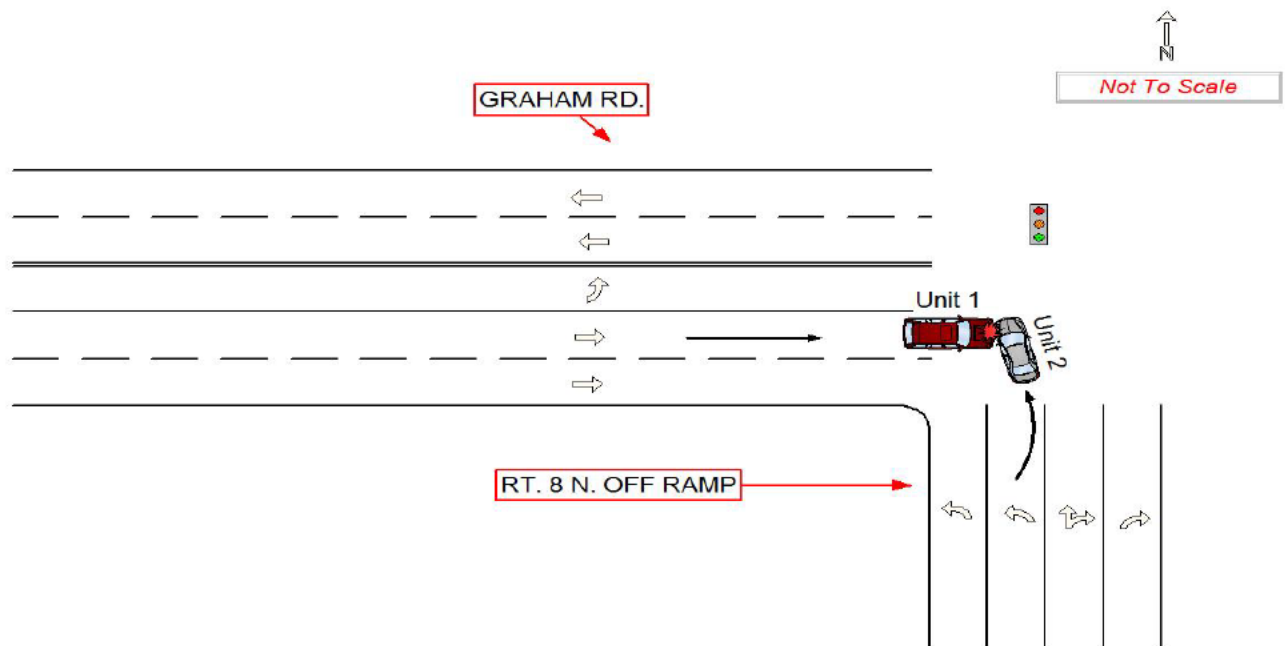 N
Not To Scale
GRAHAM RD.
Unit 1
Unit 2
RT. 8 N. OFF RAMP